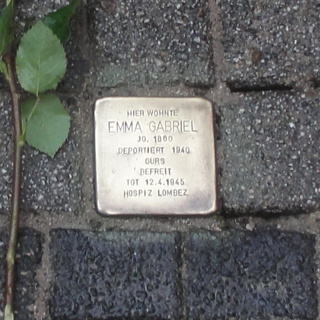 HIER WOHNTE
EMMA GABRIEL
JG. 1860
DEPORTIERT 1940
GURS
BEFREIT
TOT 12.4.1945
HOSPIZ LOMBEZ